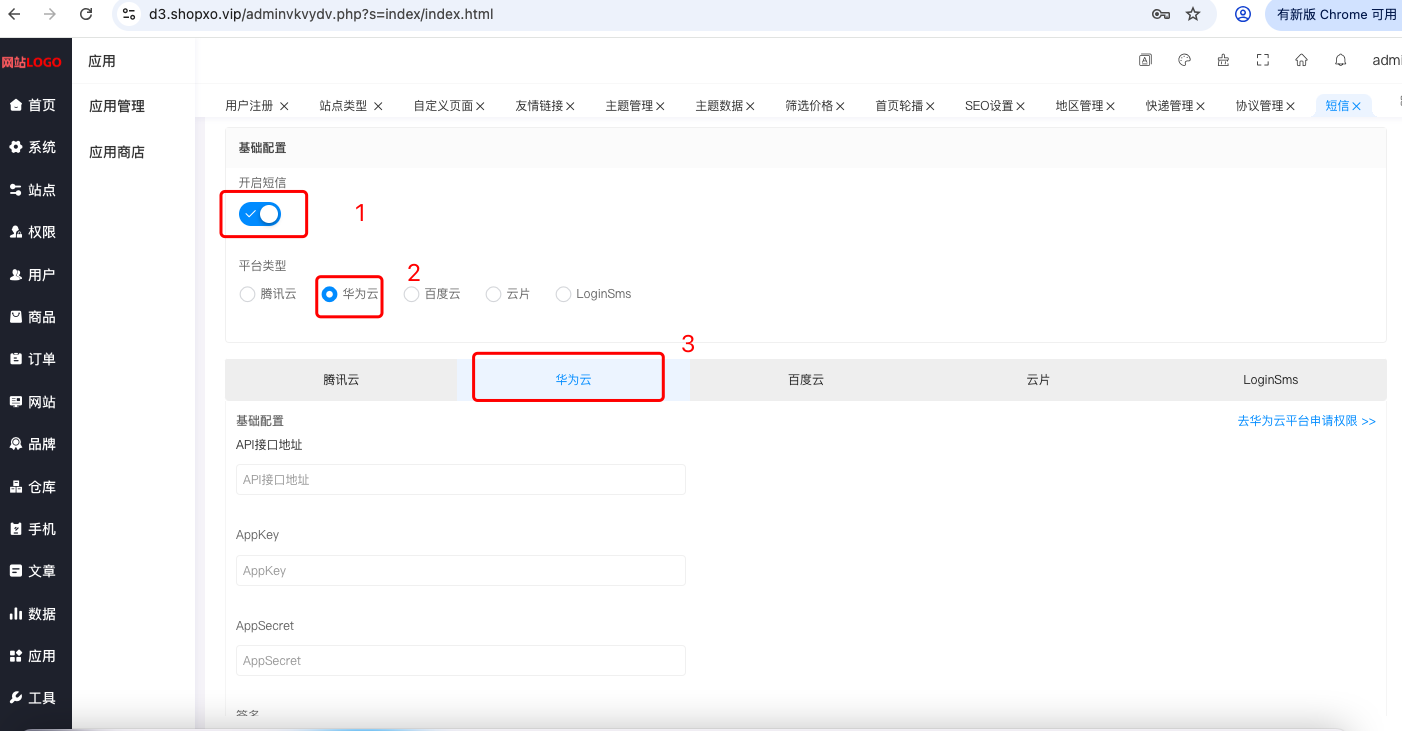 d3.shopxo.vip/adminvkvydv.php?s=index/index.html
有新版 Chrome 可用
网站LOGO
应用
admi
首页
系统
站点
权限
用户
商品
订单
网站
品牌
仓库
手机
文章
数据
应用
工具
应用管理
应用商店
用户注册 站点类型 自定义页面 友情链接 主题管理 主题数据 筛选价格 首页轮播 SEO设置 地区管理 快递管理 协议管理 短信
基础配置
开启短信
1
平台类型
2
腾讯云 华为云 百度云 云片 LoginSms
3
腾讯云 华为云 百度云 云片 LoginSms
基础配置
去华为云平台申请权限 >>
API接口地址
API接口地址
AppKey
AppKey
AppSecret
AppSecret
签名